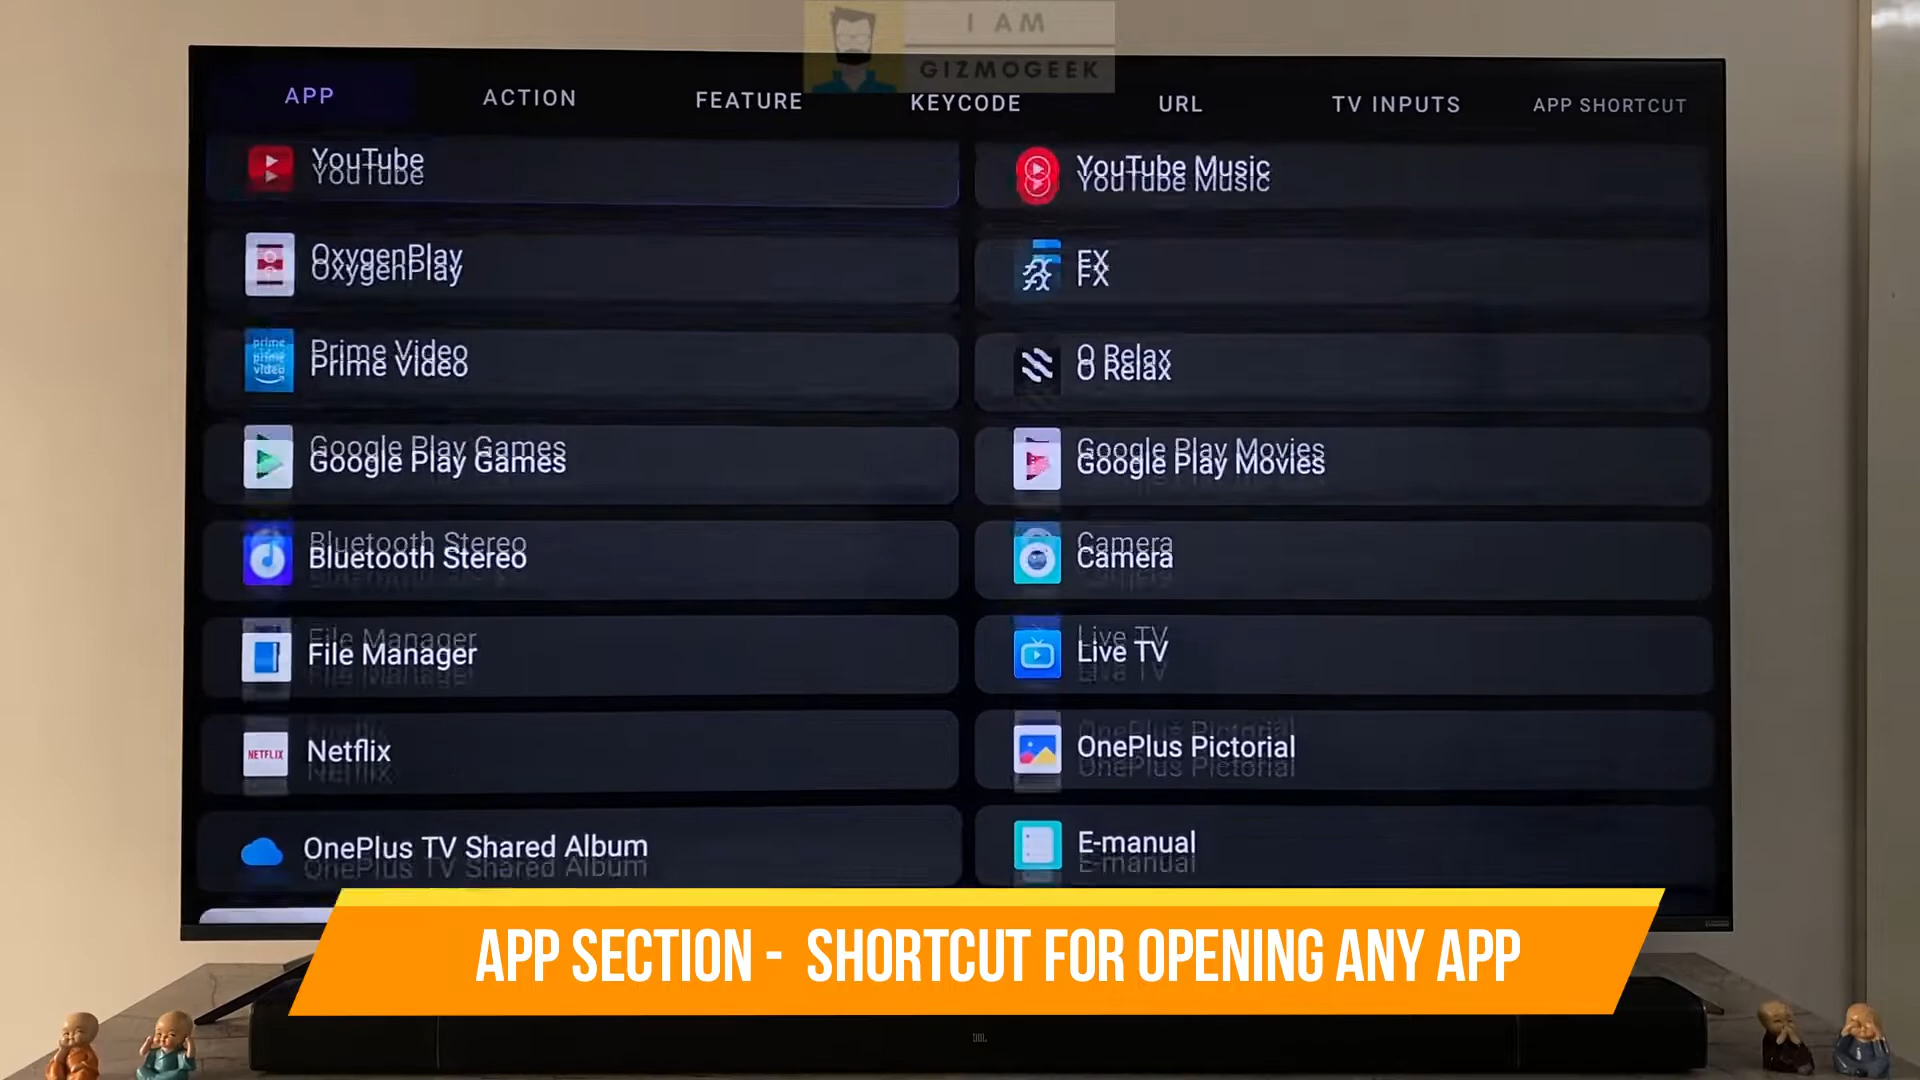 I AM
GIZMOGEEK
APP
ACTION
FEATURE
KEYCODE
URL
TV INPUTS
APP SHORTCUT
YouTube
YouTube Music
OxygenPlay
FX
prime video
Prime Video
O Relax
Google Play Games
Google Play Movies
Bluetooth Stereo
Camera
File Manager
Live TV
NETFLIX
Netflix
OnePlus Pictorial
OnePlus TV Shared Album
E-manual
APP SECTION - SHORTCUT FOR OPENING ANY APP
JBL